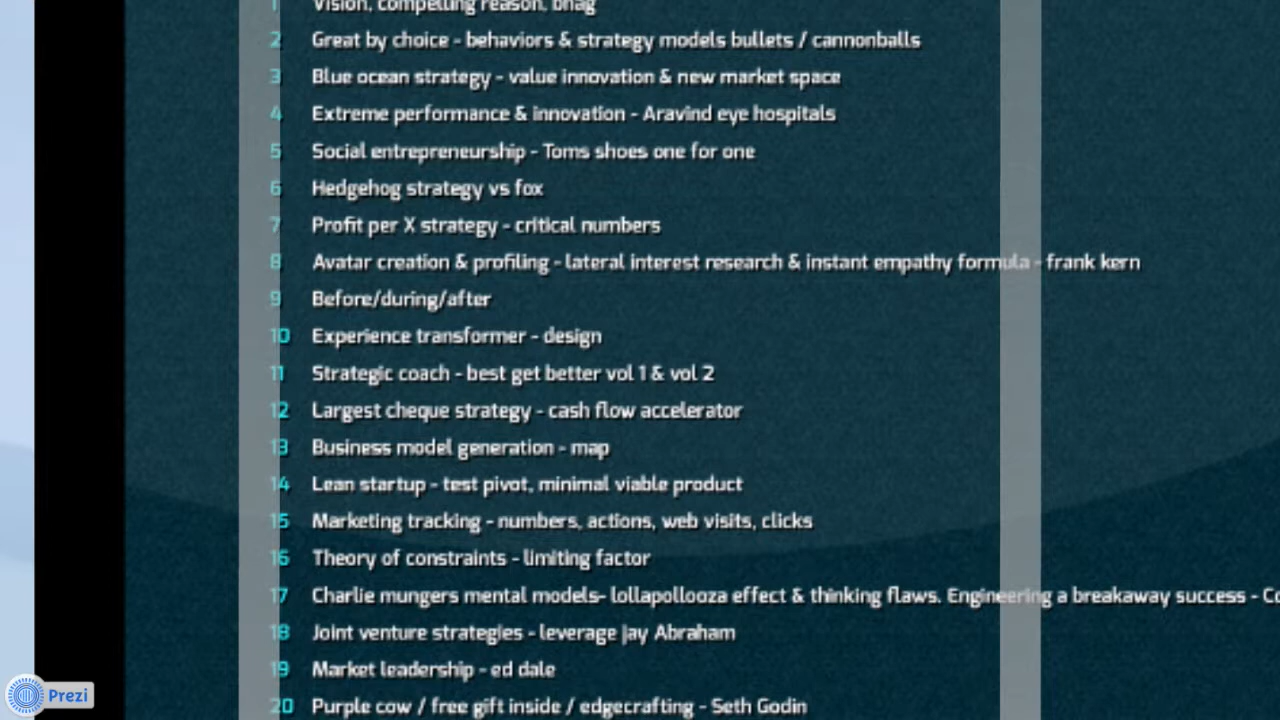 1 Vision, compelling reason, bhag
2 Great by choice - behaviors & strategy models bullets / cannonballs
3 Blue ocean strategy - value innovation & new market space
4 Extreme performance & innovation - Aravind eye hospitals
5 Social entrepreneurship - Toms shoes one for one
6 Hedgehog strategy vs fox
7 Profit per X strategy - critical numbers
8 Avatar creation & profiling - lateral interest research & instant empathy formula - frank kern
9 Before/during/after
10 Experience transformer - design
11 Strategic coach - best get better vol 1 & vol 2
12 Largest cheque strategy - cash flow accelerator
13 Business model generation - map
14 Lean startup - test pivot, minimal viable product
15 Marketing tracking - numbers, actions, web visits, clicks
16 Theory of constraints - limiting factor
17 Charlie mungers mental models- lollapollooza effect & thinking flaws. Engineering a breakaway success -
18 Joint venture strategies - leverage Jay Abraham
19 Market leadership - ed dale
20 Purple cow / free gift inside / edgecrafting - Seth Godin
Prezi